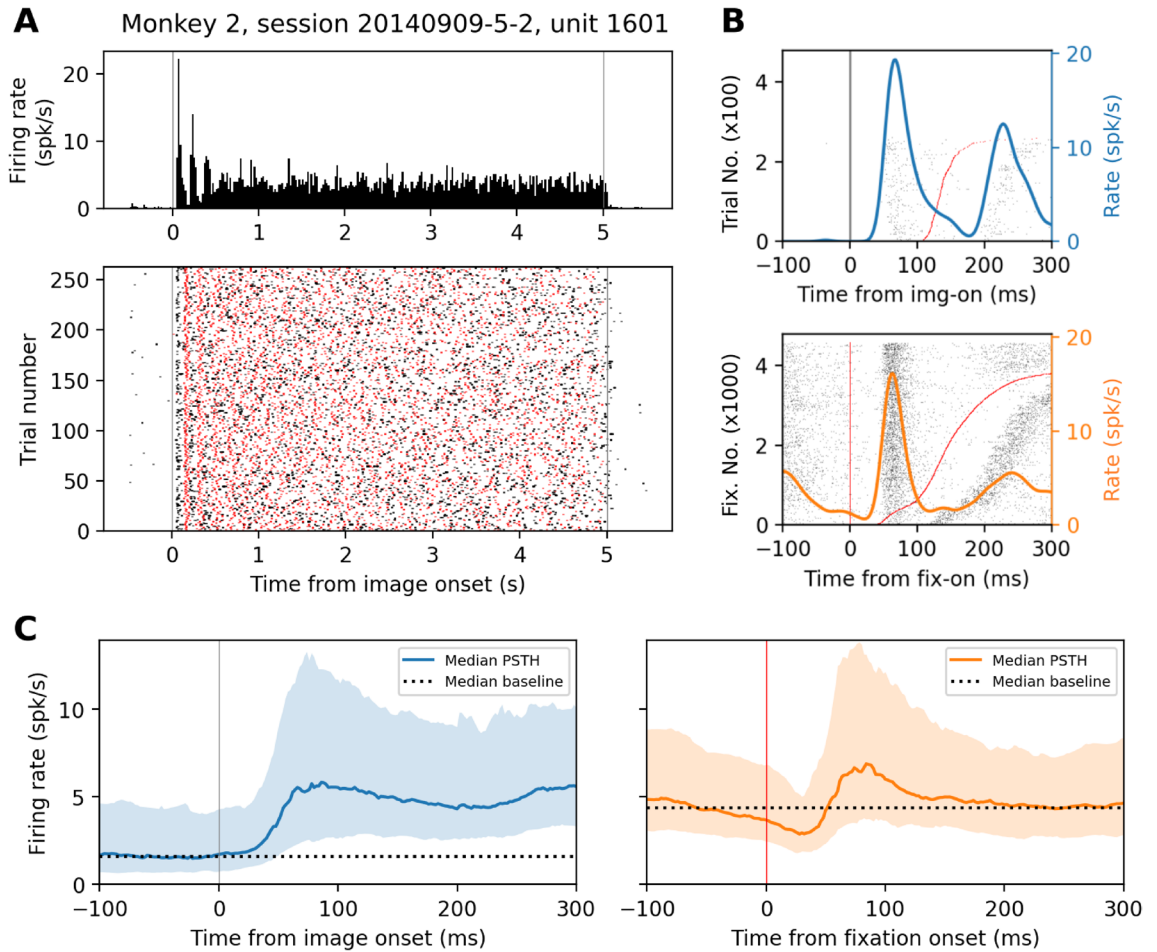 A
Monkey 2, session 20140909-5-2, unit 1601
Firing rate
(spk/s)
20
10
0
0 1 2 3 4 5
Trial number
250
200
150
100
50
0
0 1 2 3 4 5
Time from image onset (s)
B
Trial No. (x100)
4
2
0
20
10
0
Rate (spk/s)
−100 0 100 200 300
Time from img-on (ms)
Fix. No. (x1000)
4
2
0
20
10
0
Rate (spk/s)
−100 0 100 200 300
Time from fix-on (ms)
C
Firing rate (spk/s)
10
5
0
Median PSTH
Median baseline
−100 0 100 200 300
Time from image onset (ms)
Median PSTH
Median baseline
−100 0 100 200 300
Time from fixation onset (ms)